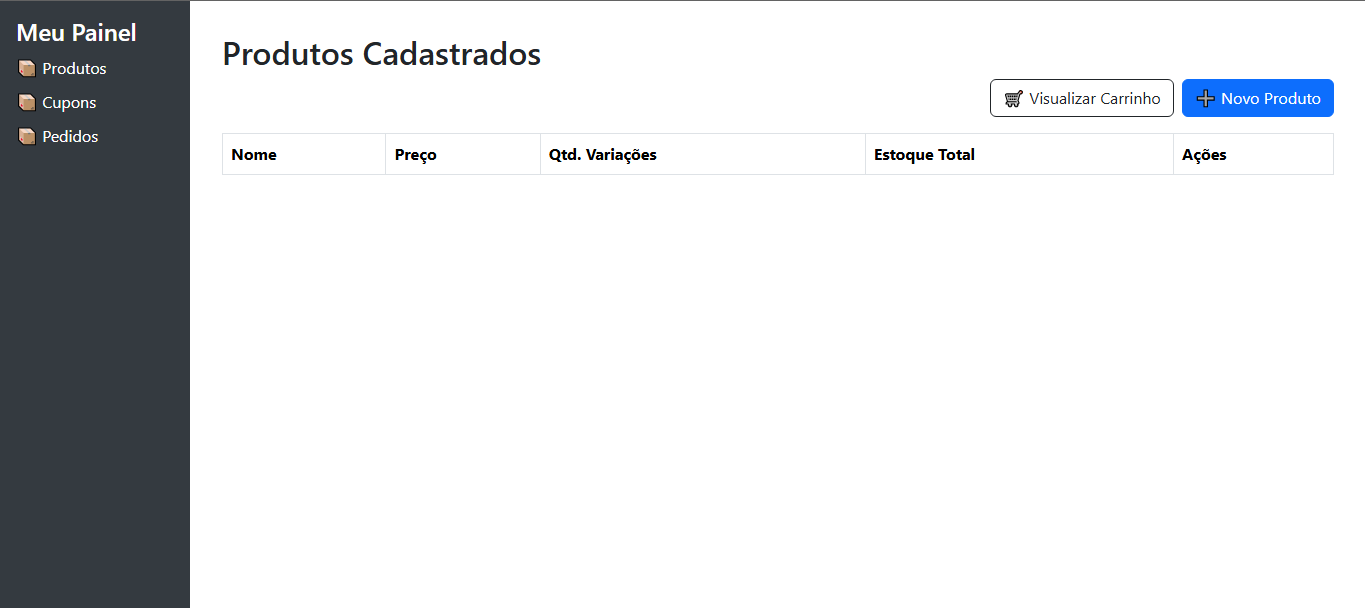 Meu Painel
Produtos
Cupons
Pedidos
Produtos Cadastrados
Visualizar Carrinho
Novo Produto
Nome Preço Qtd. Variações Estoque Total Ações